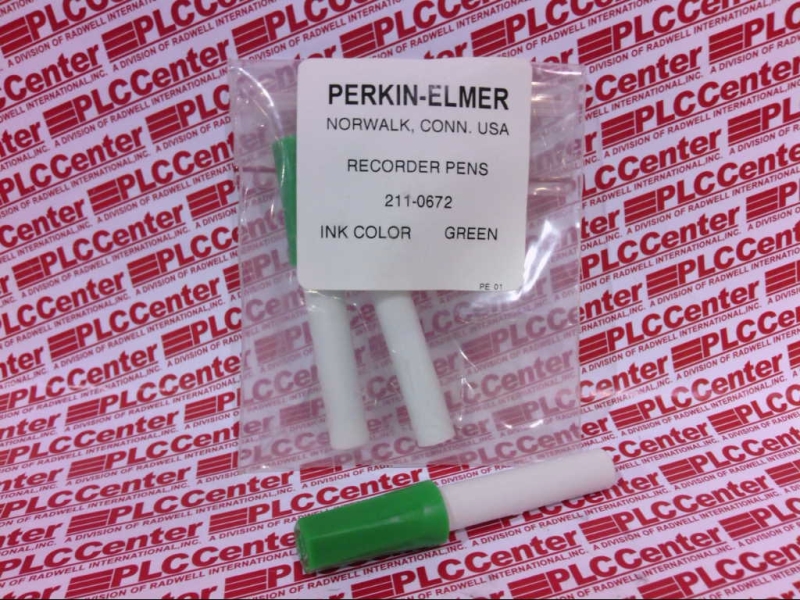 PERKIN-ELMER
NORWALK, CONN. USA
RECORDER PENS
211-0672
INK COLOR GREEN
PE 01
PLCCenter
A DIVISION OF RADWELL INTERNATIONAL, INC.